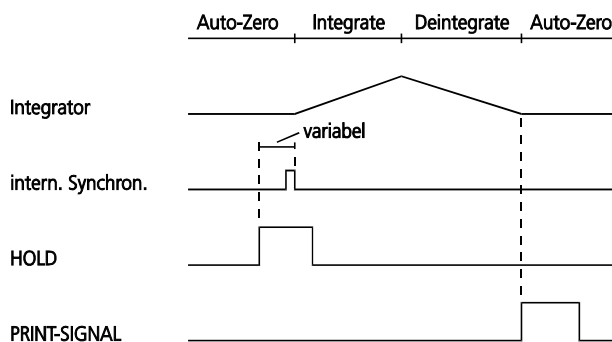 Auto-Zero Integrate Deintegrate Auto-Zero
Integrator
variabel
intern. Synchron.
HOLD
PRINT-SIGNAL